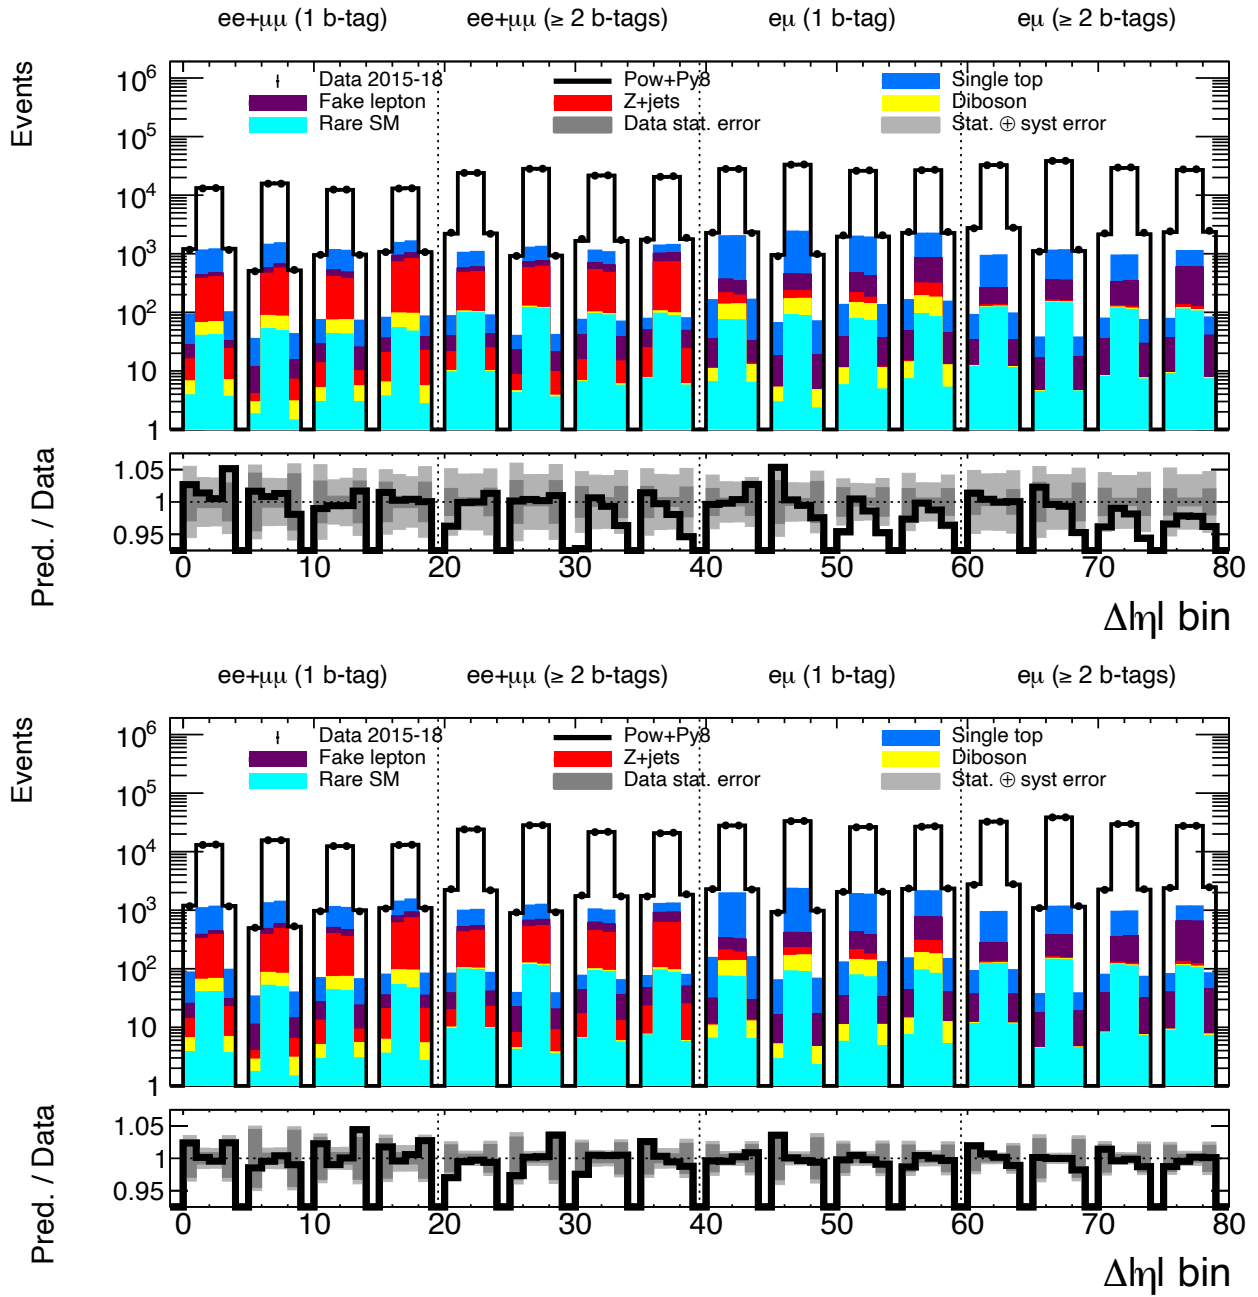 ee+μμ (1 b-tag) ee+μμ (≥ 2 b-tags) eμ (1 b-tag) eμ (≥ 2 b-tags)
Events
10⁶
10⁵
10⁴
10³
10²
10
1
Data 2015-18 Pow+Py8 Single top
Fake lepton Z+jets Diboson
Rare SM Data stat. error Stat. ⊕ syst error
Pred. / Data
1.05
1
0.95
0 10 20 30 40 50 60 70 80
Δ|η| bin
ee+μμ (1 b-tag) ee+μμ (≥ 2 b-tags) eμ (1 b-tag) eμ (≥ 2 b-tags)
Events
10⁶
10⁵
10⁴
10³
10²
10
1
Data 2015-18 Pow+Py8 Single top
Fake lepton Z+jets Diboson
Rare SM Data stat. error Stat. ⊕ syst error
Pred. / Data
1.05
1
0.95
0 10 20 30 40 50 60 70 80
Δ|η| bin